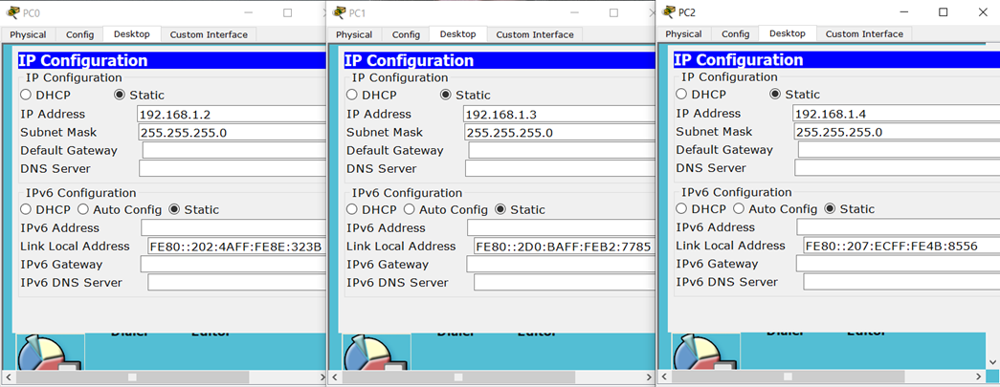 PC0
Physical Config Desktop Custom Interface
IP Configuration
IP Configuration
DHCP Static
IP Address 192.168.1.2
Subnet Mask 255.255.255.0
Default Gateway
DNS Server
IPv6 Configuration
DHCP Auto Config Static
IPv6 Address
Link Local Address FE80::202:4AFF:FE8E:323B
IPv6 Gateway
IPv6 DNS Server
Dialer Editor
PC1
Physical Config Desktop Custom Interface
IP Configuration
IP Configuration
DHCP Static
IP Address 192.168.1.3
Subnet Mask 255.255.255.0
Default Gateway
DNS Server
IPv6 Configuration
DHCP Auto Config Static
IPv6 Address
Link Local Address FE80::2D0:BAFF:FEB2:7785
IPv6 Gateway
IPv6 DNS Server
Dialer Editor
PC2
Physical Config Desktop Custom Interface
IP Configuration
IP Configuration
DHCP Static
IP Address 192.168.1.4
Subnet Mask 255.255.255.0
Default Gateway
DNS Server
IPv6 Configuration
DHCP Auto Config Static
IPv6 Address
Link Local Address FE80::207:ECFF:FE4B:8556
IPv6 Gateway
IPv6 DNS Server
Dialer Editor